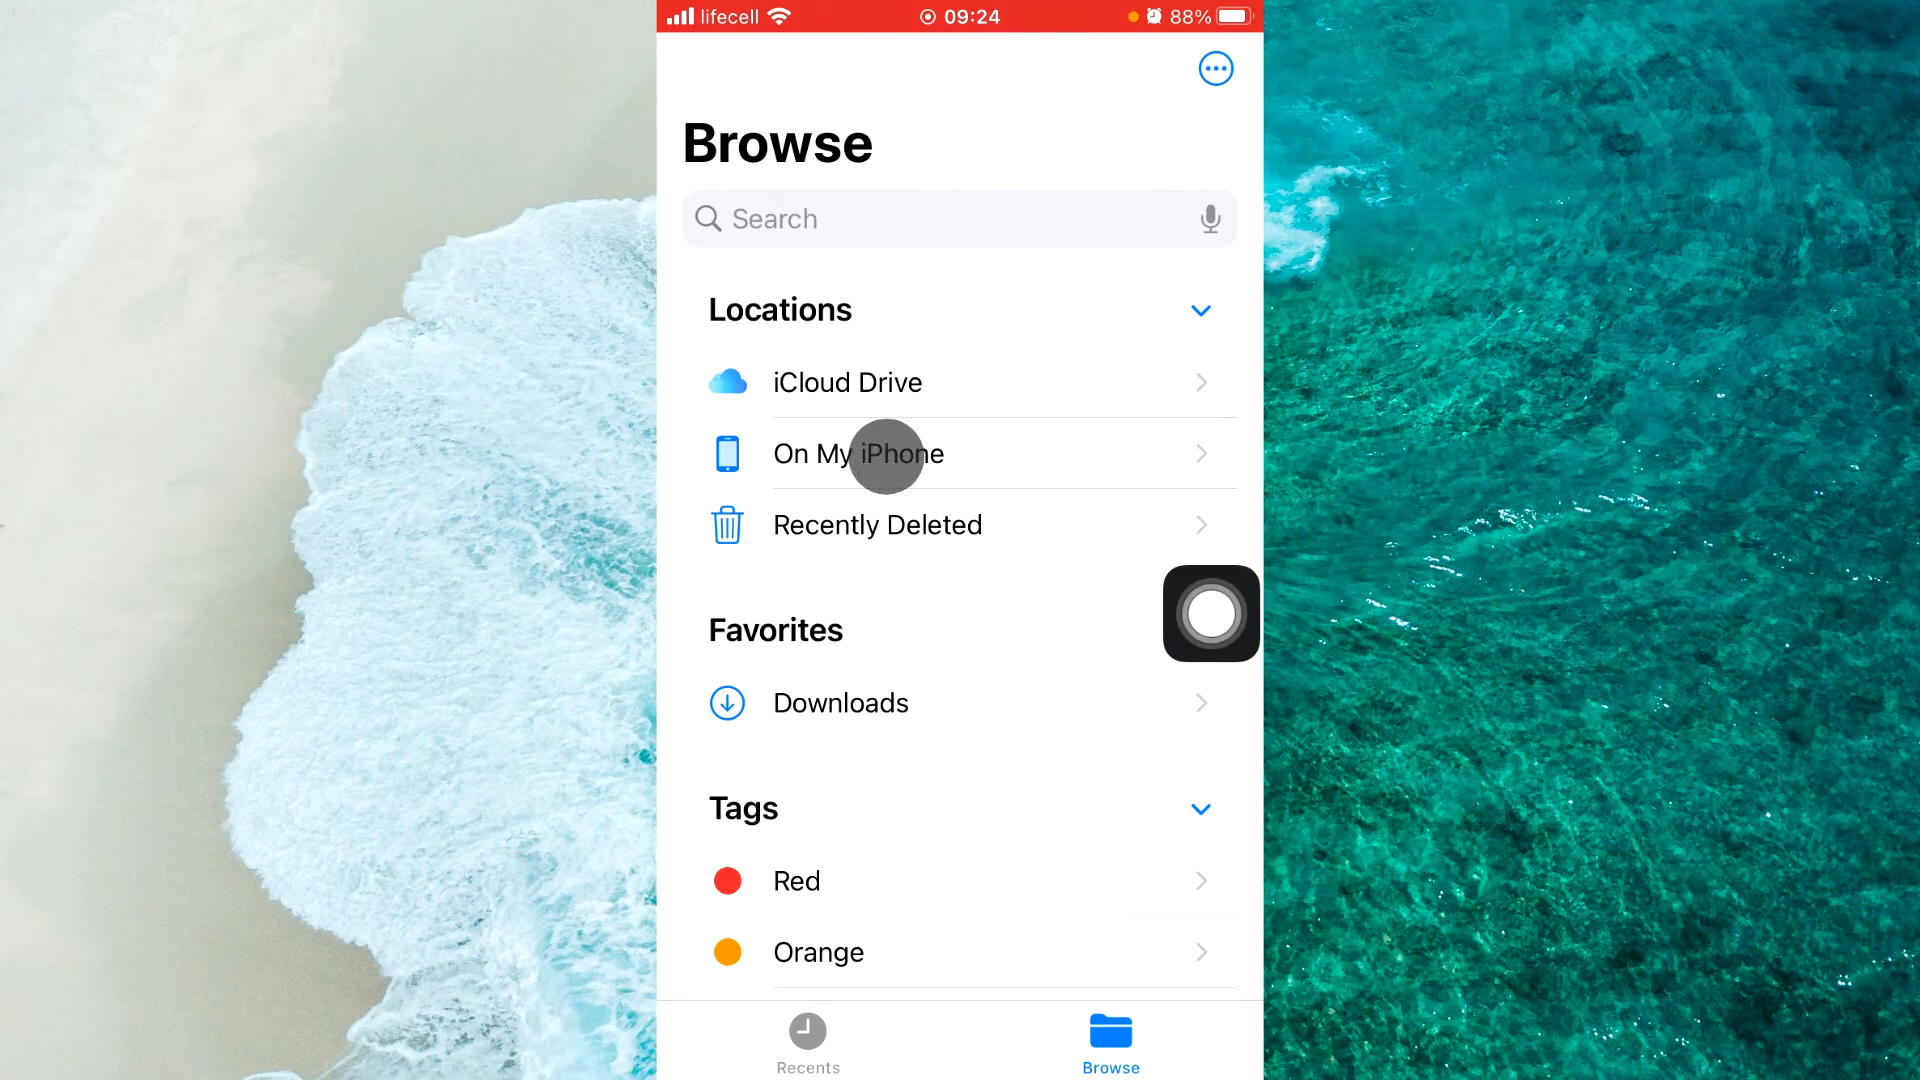 lifecell 09:24 88%
Browse
Search
Locations
iCloud Drive
On My iPhone
Recently Deleted
Favorites
Downloads
Tags
Red
Orange
Recents Browse